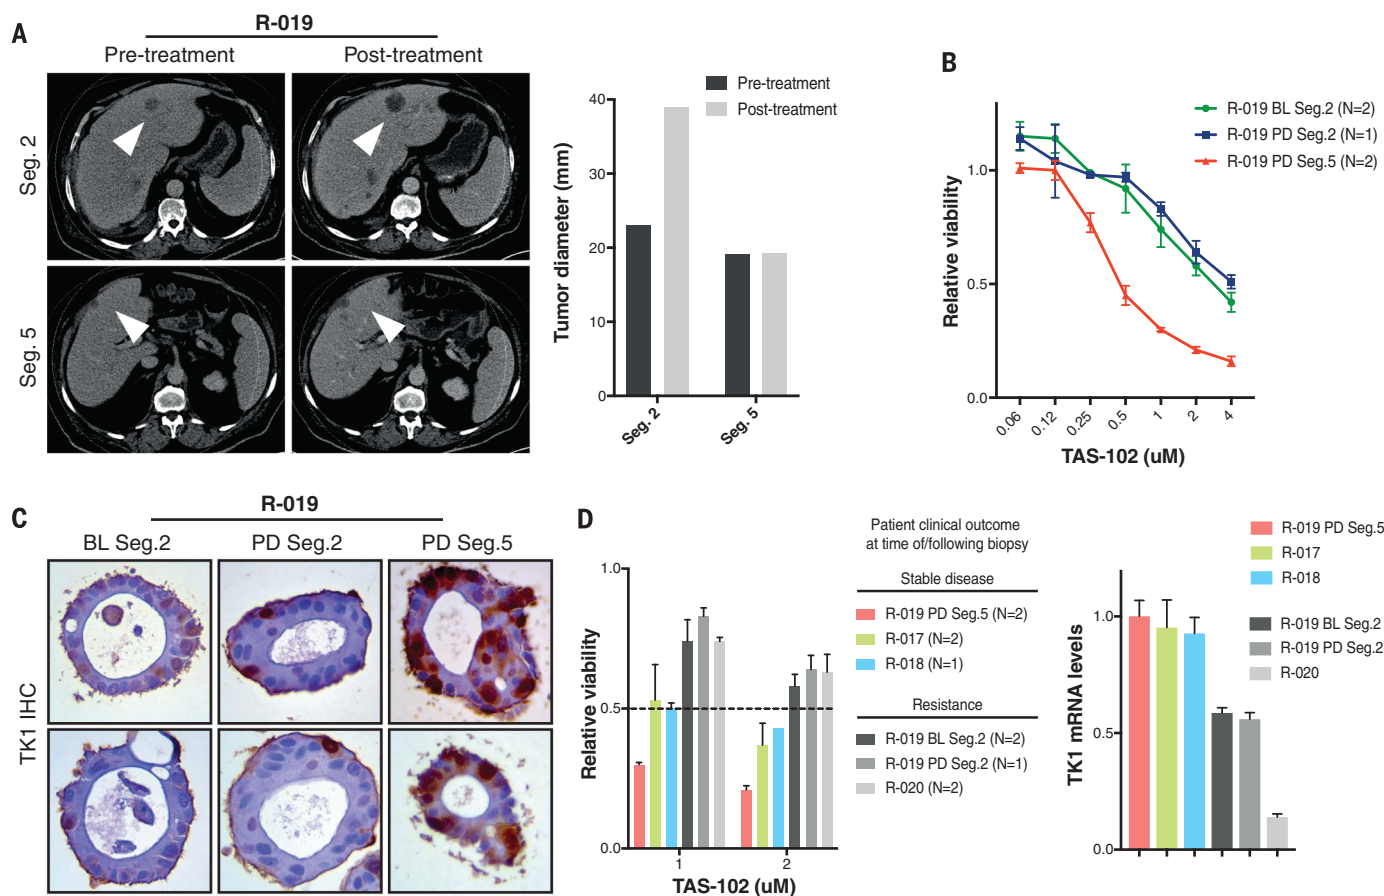 A
R-019
Pre-treatment
Post-treatment
Seg. 2
Seg. 5
Pre-treatment
Post-treatment
Tumor diameter (mm)
40
30
20
10
0
Seg. 2
Seg. 5
B
R-019 BL Seg.2 (N=2)
R-019 PD Seg.2 (N=1)
R-019 PD Seg.5 (N=2)
Relative viability
1.0
0.5
0.0
0.06
0.12
0.25
0.5
1
2
4
TAS-102 (uM)
C
R-019
BL Seg.2
PD Seg.2
PD Seg.5
TK1 IHC
D
Relative viability
1.0
0.5
0.0
1
2
TAS-102 (uM)
Patient clinical outcome
at time of/following biopsy
Stable disease
R-019 PD Seg.5 (N=2)
R-017 (N=2)
R-018 (N=1)
Resistance
R-019 BL Seg.2 (N=2)
R-019 PD Seg.2 (N=1)
R-020 (N=2)
R-019 PD Seg.5
R-017
R-018
R-019 BL Seg.2
R-019 PD Seg.2
R-020
TK1 mRNA levels
1.0
0.5
0.0